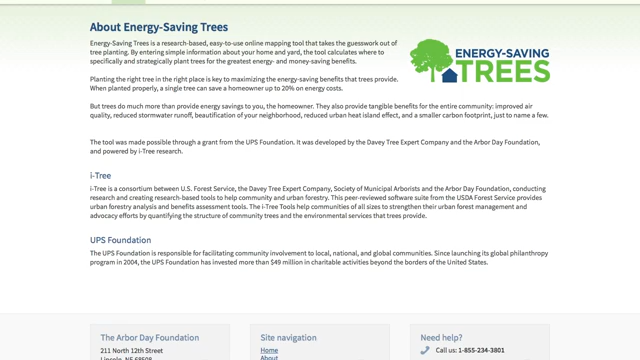 About Energy-Saving Trees
Energy-Saving Trees is a research-based, easy-to-use online mapping tool that takes the guesswork out of
tree planting. By entering simple information about your home and yard, the tool calculates where to
specifically and strategically plant trees for the greatest energy- and money-saving benefits.
ENERGY-SAVING
TREES
Planting the right tree in the right place is key to maximizing the energy-saving benefits that trees provide.
When planted properly, a single tree can save a homeowner up to 20% on energy costs.
But trees do much more than provide energy savings to you, the homeowner. They also provide tangible benefits for the entire community: improved air
quality, reduced stormwater runoff, beautification of your neighborhood, reduced urban heat island effect, and a smaller carbon footprint, just to name a few.
The tool was made possible through a grant from the UPS Foundation. It was developed by the Davey Tree Expert Company and the Arbor Day Foundation,
and powered by i-Tree research.
i-Tree
i-Tree is a consortium between U.S. Forest Service, the Davey Tree Expert Company, Society of Municipal Arborists and the Arbor Day Foundation, conducting
research and creating research-based tools to help community and urban forestry. This peer-reviewed software suite from the USDA Forest Service provides
urban forestry analysis and benefits assessment tools. The i-Tree Tools help communities of all sizes to strengthen their urban forest management and
advocacy efforts by quantifying the structure of community trees and the environmental services that trees provide.
UPS Foundation
The UPS Foundation is responsible for facilitating community involvement to local, national, and global communities. Since launching its global philanthropy
program in 2004, the UPS Foundation has invested more than $49 million in charitable activities beyond the borders of the United States.
The Arbor Day Foundation
211 North 12th Street
Lincoln, NE 68508
Site navigation
Home
About
Need help?
Call us: 1-855-234-3801